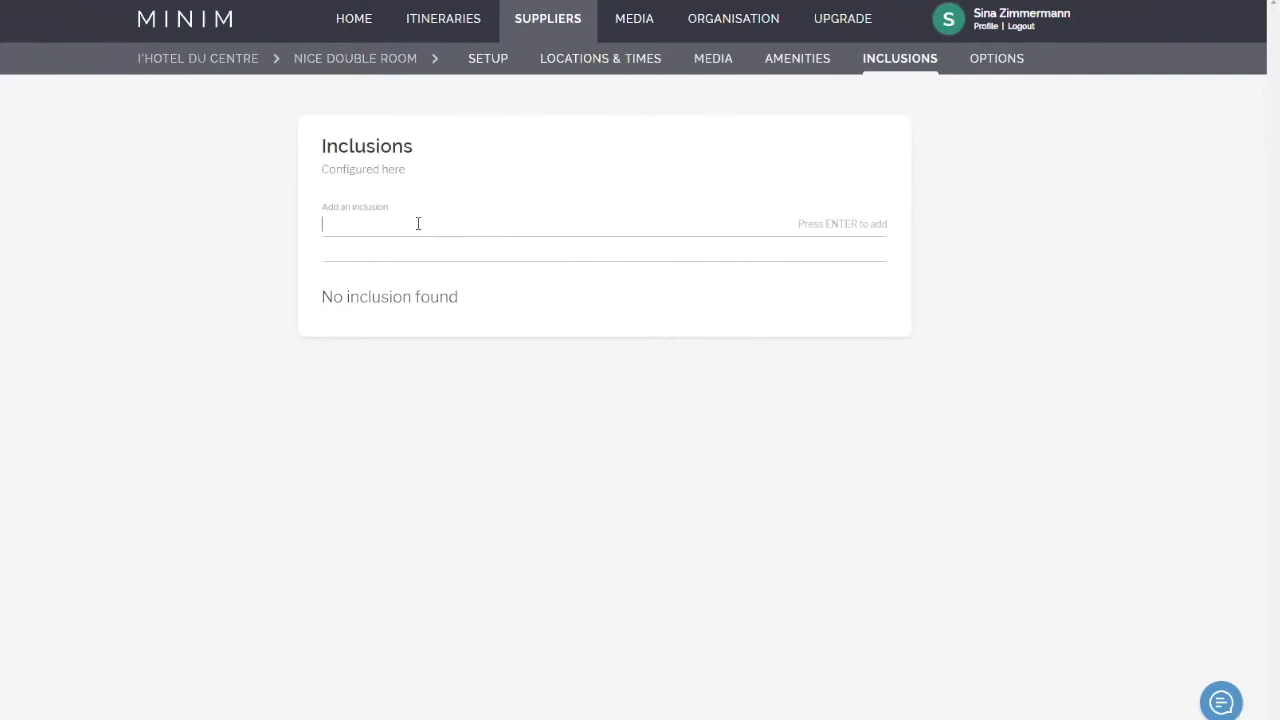 MINIM
HOME ITINERARIES SUPPLIERS MEDIA ORGANISATION UPGRADE
S
Sina Zimmermann
Profile | Logout
l'HOTEL DU CENTRE > NICE DOUBLE ROOM > SETUP LOCATIONS & TIMES MEDIA AMENITIES INCLUSIONS OPTIONS
Inclusions
Configured here
Add an inclusion
Press ENTER to add
No inclusion found